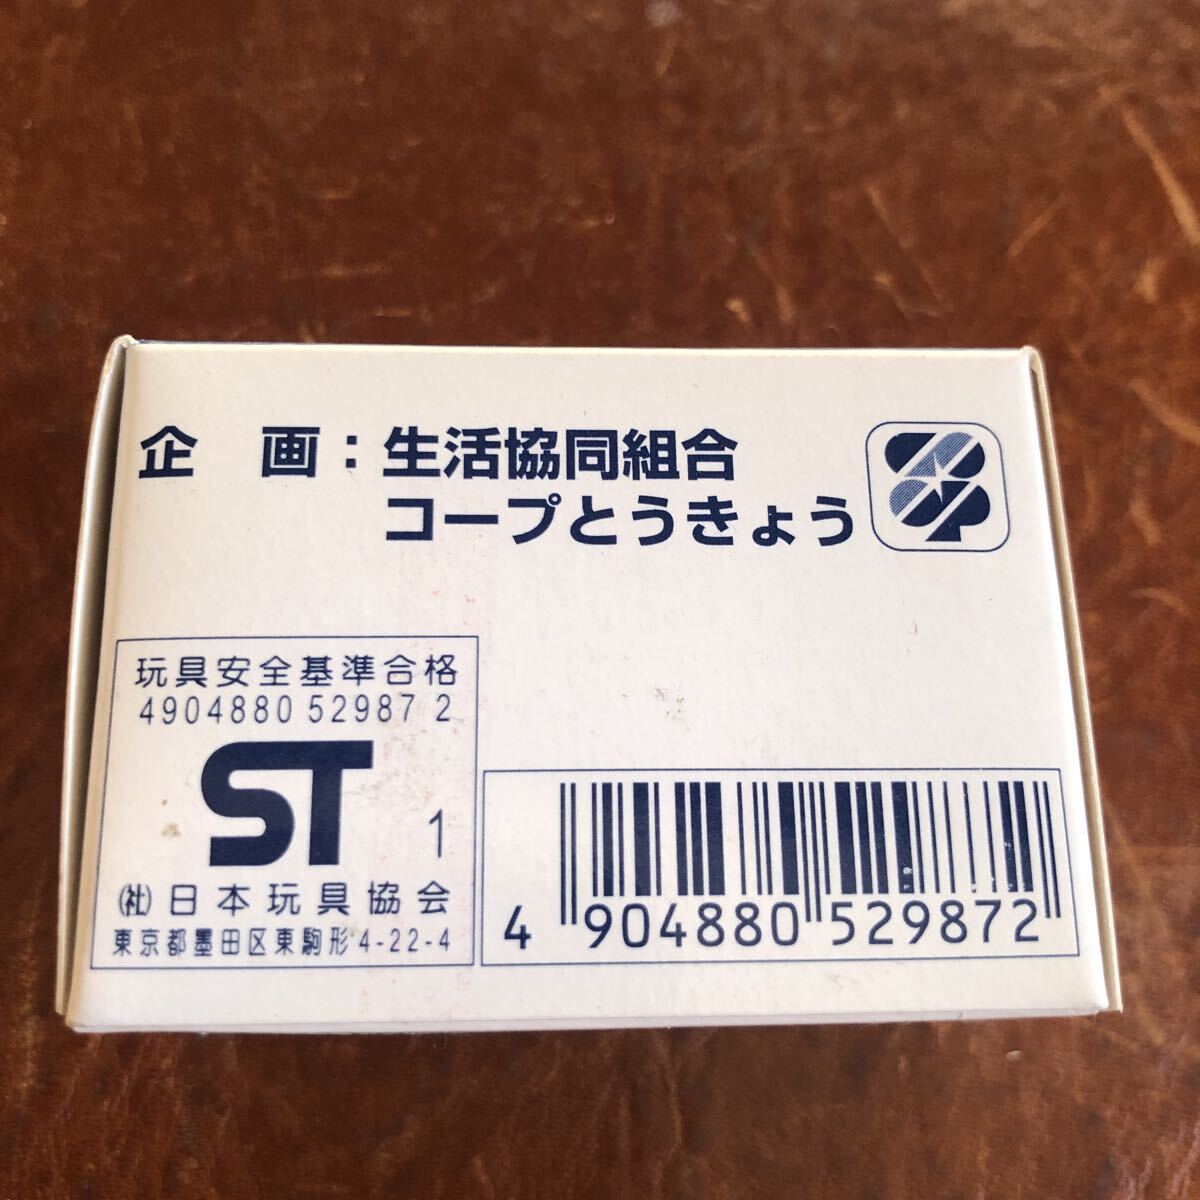 企 画：生活協同組合
コープとうきょう
玩具安全基準合格
4904880 52987 2
ST 1
(社)日本玩具協会
東京都墨田区東駒形4-22-4
4 904880 529872